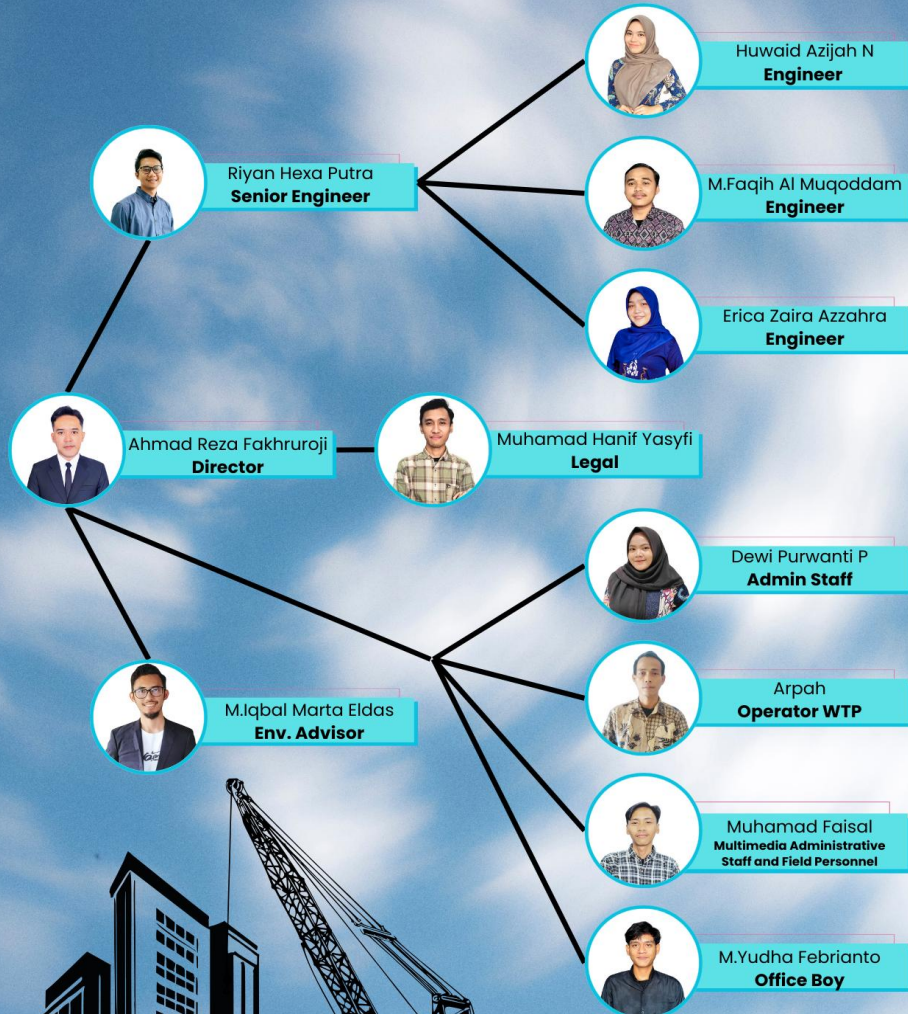 Huwaid Azijah N
Engineer
Riyan Hexa Putra
Senior Engineer
M.Faqih Al Muqoddam
Engineer
Erica Zaira Azzahra
Engineer
Ahmad Reza Fakhruroji
Director
Muhamad Hanif Yasyfi
Legal
Dewi Purwanti P
Admin Staff
M.Iqbal Marta Eldas
Env. Advisor
Arpah
Operator WTP
Muhamad Faisal
Multimedia Administrative
Staff and Field Personnel
M.Yudha Febrianto
Office Boy